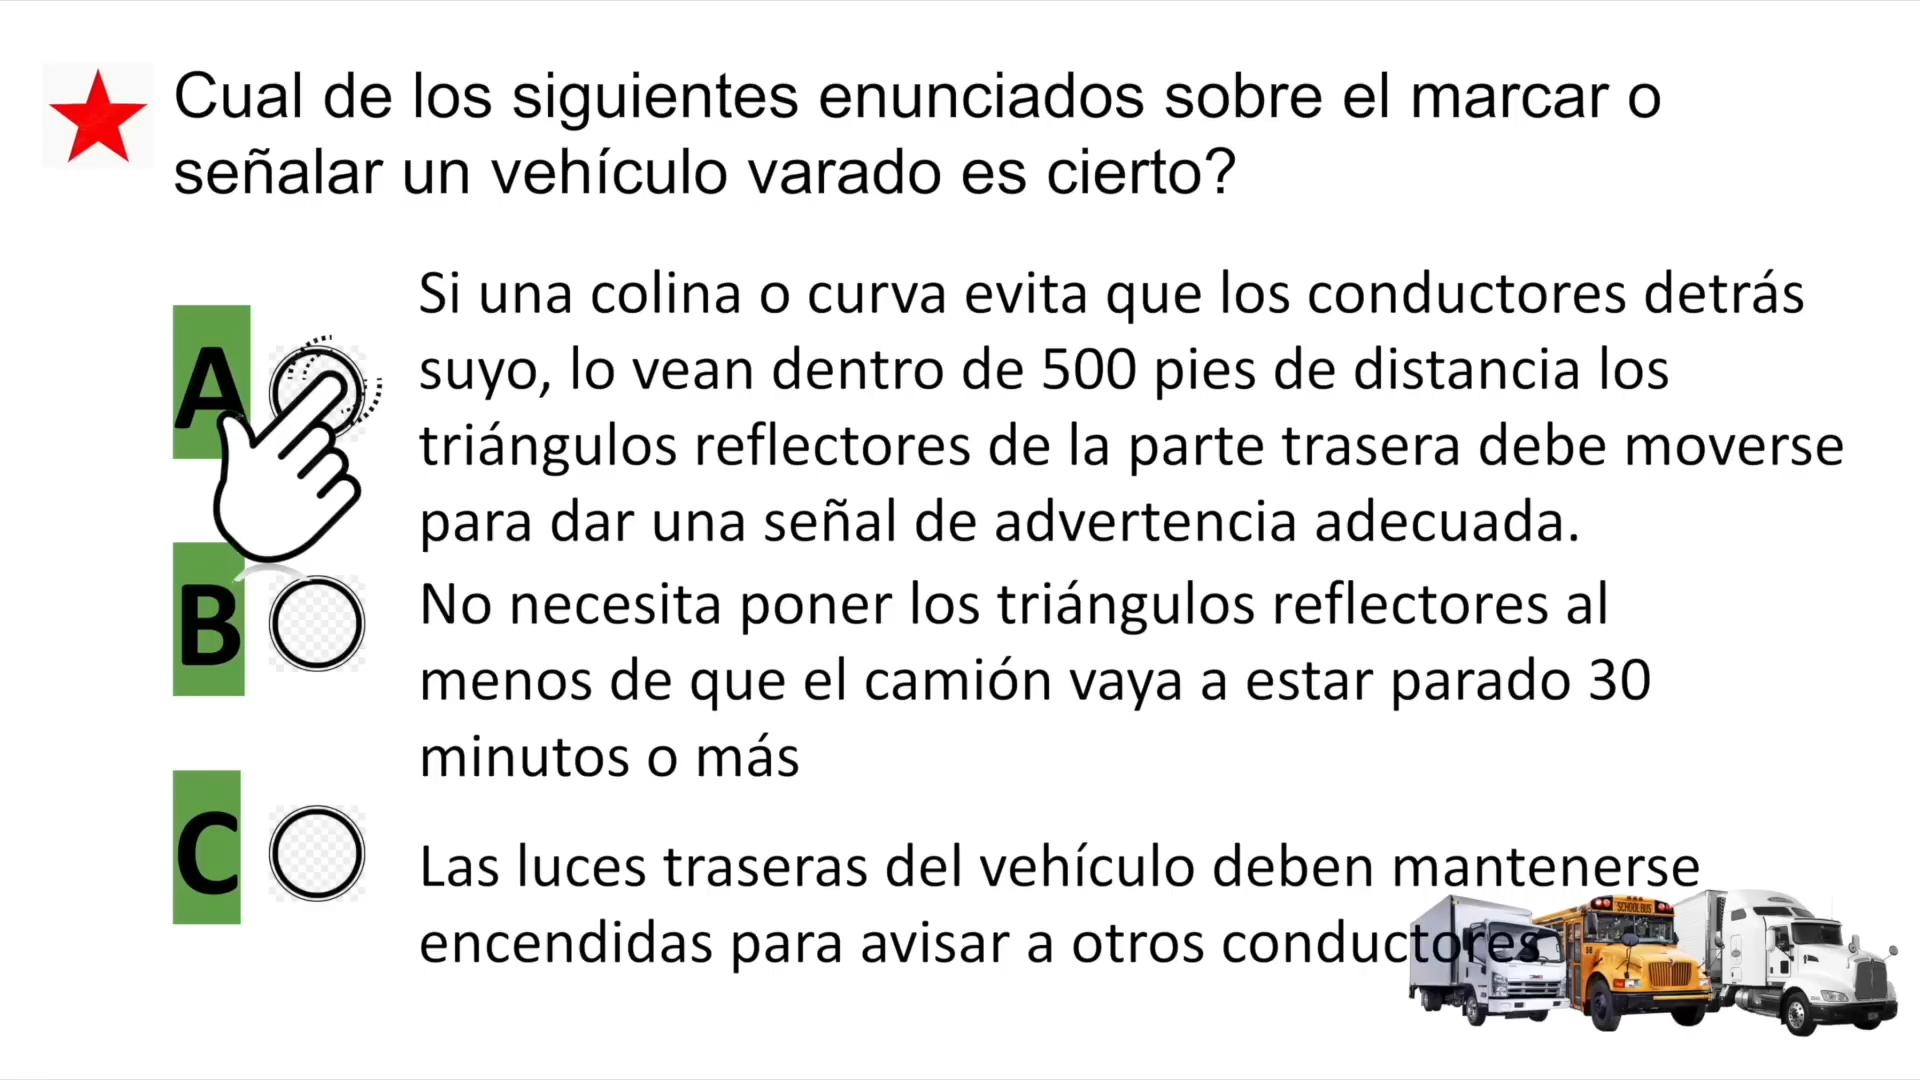 Cual de los siguientes enunciados sobre el marcar o
señalar un vehículo varado es cierto?
A
Si una colina o curva evita que los conductores detrás
suyo, lo vean dentro de 500 pies de distancia los
triángulos reflectores de la parte trasera debe moverse
para dar una señal de advertencia adecuada.
B
No necesita poner los triángulos reflectores al
menos de que el camión vaya a estar parado 30
minutos o más
C
Las luces traseras del vehículo deben mantenerse
encendidas para avisar a otros conductores
SCHOOL BUS